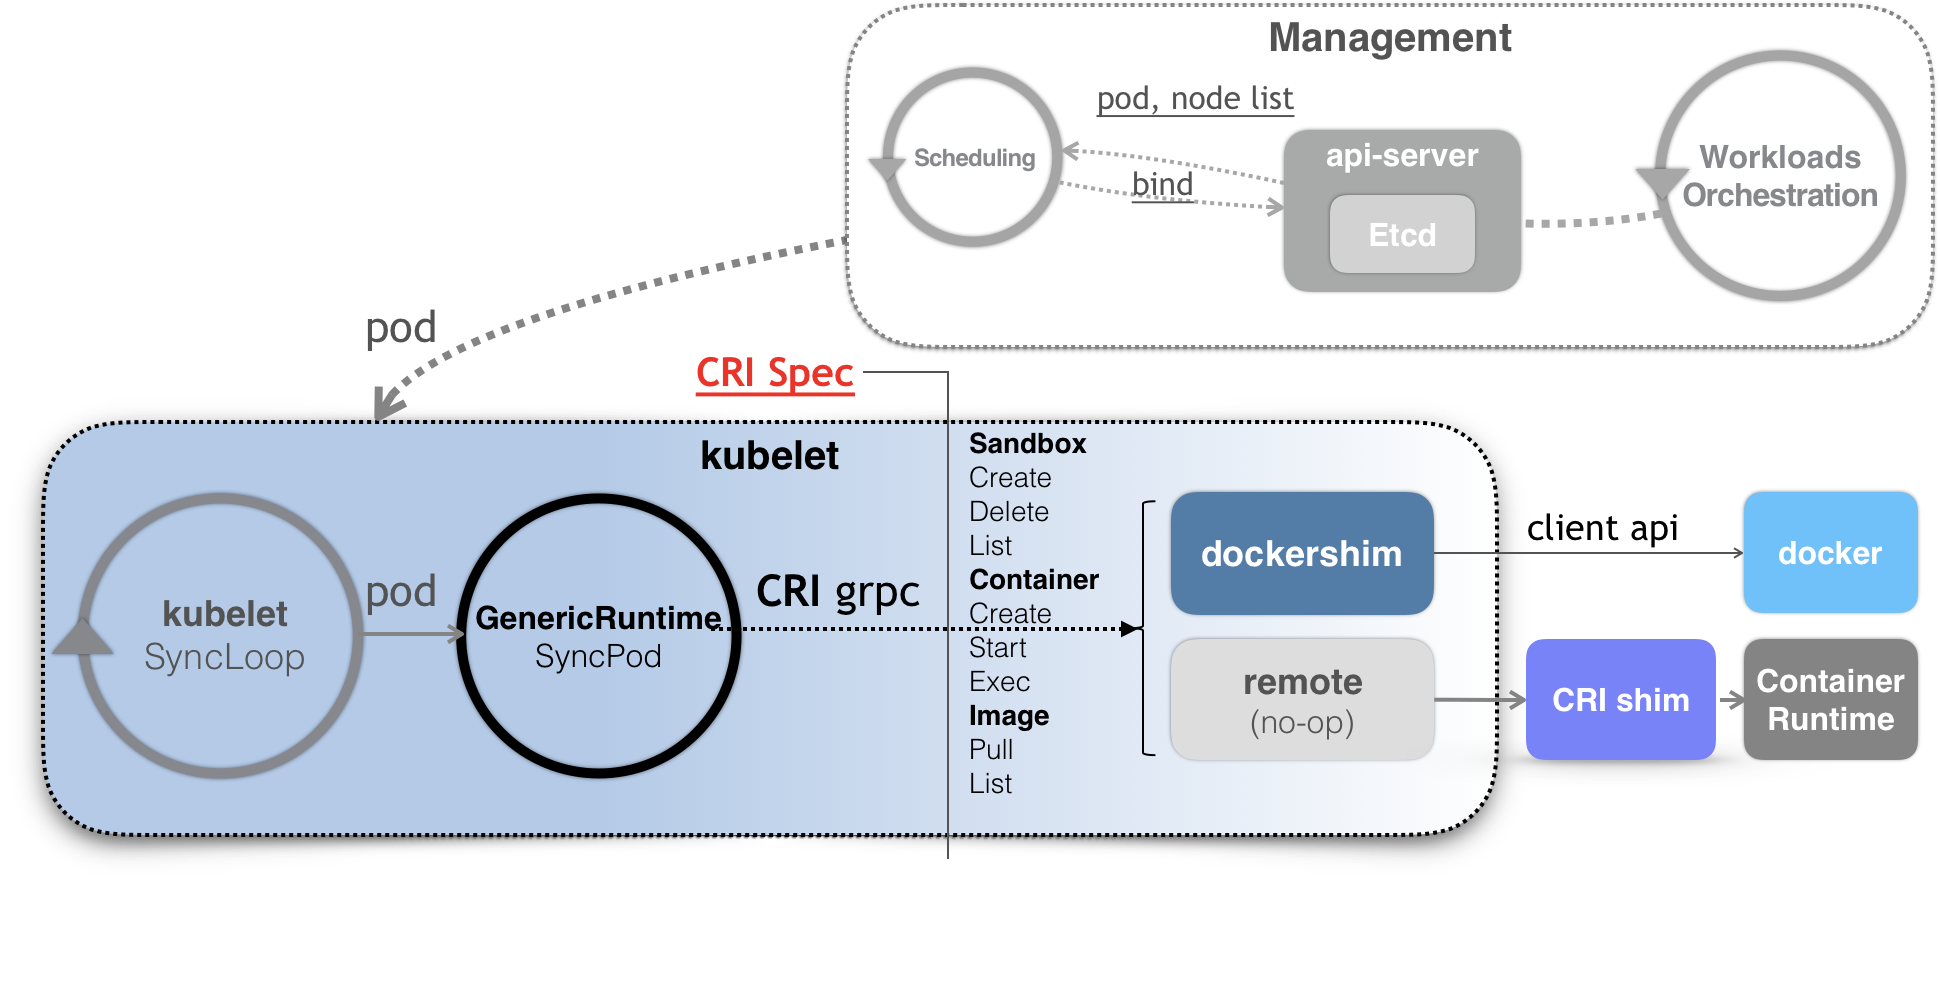 Management
Scheduling
pod, node list
bind
api-server
Etcd
Workloads
Orchestration
pod
CRI Spec
kubelet
kubelet
SyncLoop
pod
GenericRuntime
SyncPod
CRI grpc
Sandbox
Create
Delete
List
Container
Create
Start
Exec
Image
Pull
List
dockershim
client api
docker
remote
(no-op)
CRI shim
Container
Runtime